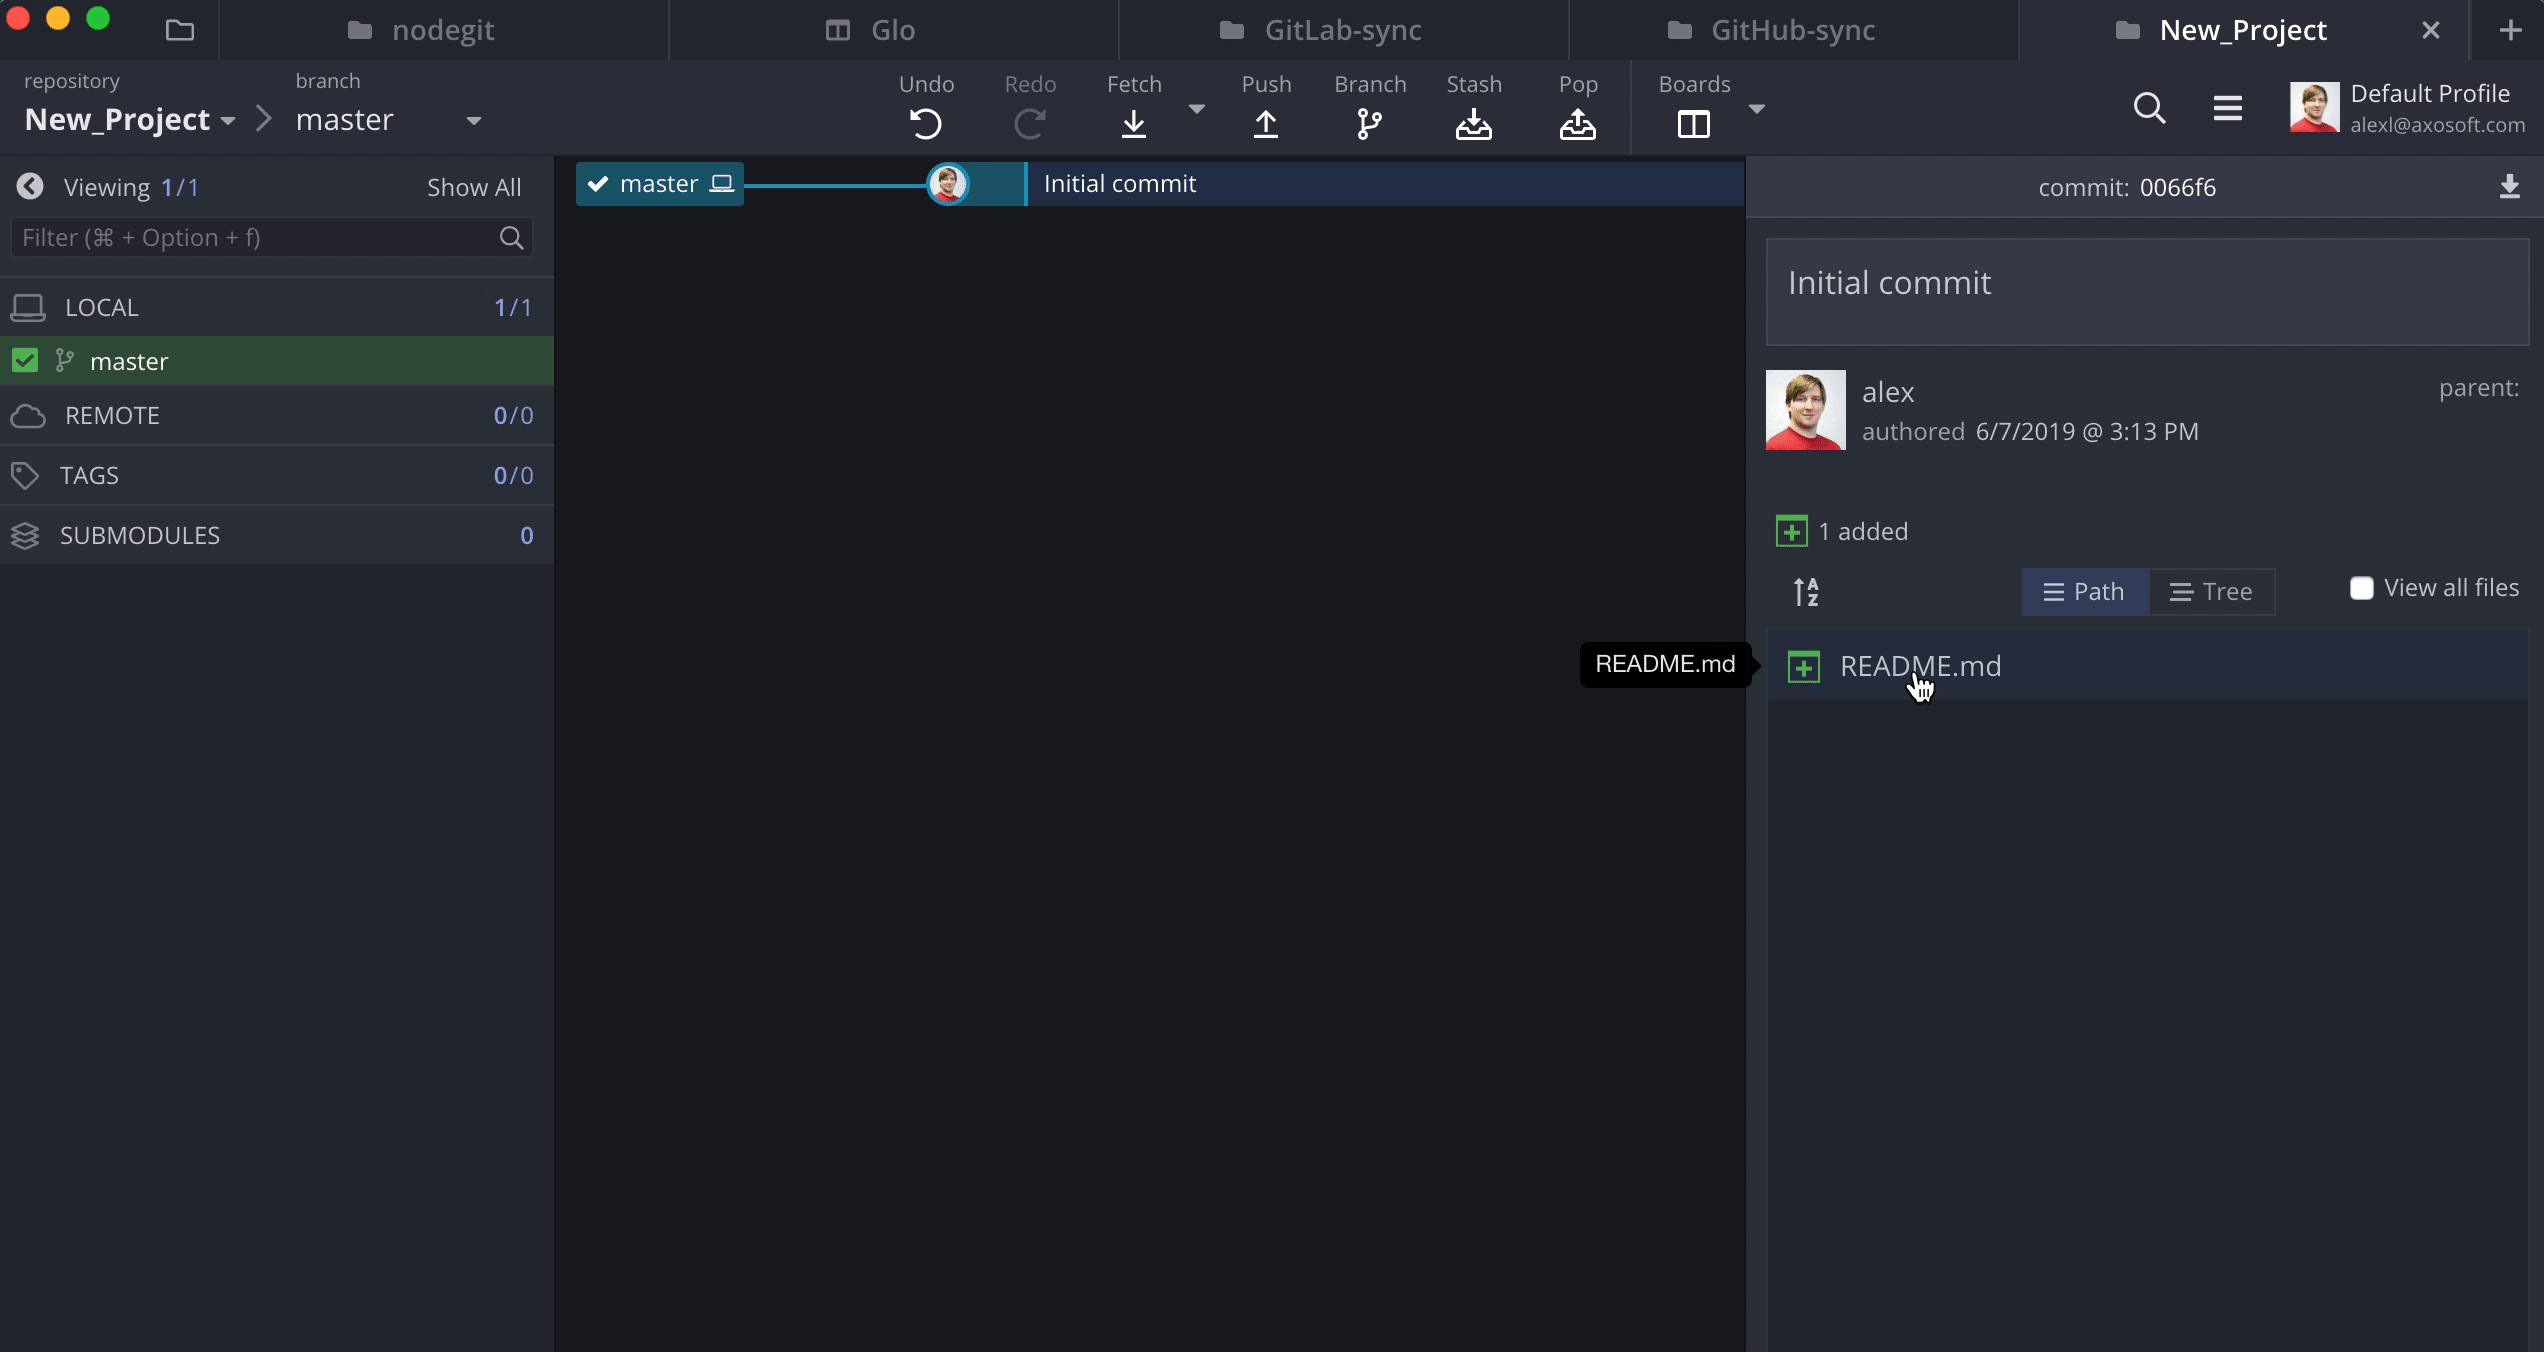 nodegit
Glo
GitLab-sync
GitHub-sync
New_Project
repository
New_Project
branch
master
Undo
Redo
Fetch
Push
Branch
Stash
Pop
Boards
Default Profile
alexl@axosoft.com
Viewing 1/1
Show All
Filter (⌘ + Option + f)
LOCAL 1/1
master
REMOTE 0/0
TAGS 0/0
SUBMODULES 0
master
Initial commit
commit: 0066f6
Initial commit
alex
parent:
authored 6/7/2019 @ 3:13 PM
1 added
AZ
Path
Tree
View all files
README.md
README.md